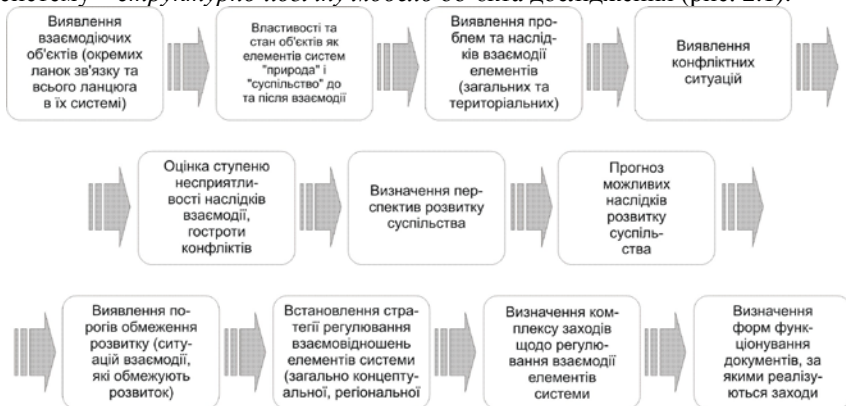 Виявлення
взаємодіючих
об'єктів (окремих
ланок зв'язку та
всього ланцюга
в їх системі)
Властивості та
стан об'єктів як
елементів систем
"природа" і
"суспільство" до
та після взаємодії
Виявлення про-
блем та наслід-
ків взаємодії
елементів
(загальних та
територіальних)
Виявлення
конфліктних
ситуацій
Оцінка ступеню
несприятли-
вості наслідків
взаємодії,
гостроти
конфліктів
Визначення пер-
спектив розвитку
суспільства
Прогноз
можливих
наслідків
розвитку
суспіль-
ства
Виявлення по-
рогів обмеження
розвитку (ситу-
ацій взаємодії,
які обмежують
розвиток)
Встановлення стра-
тегії регулювання
взаємовідношень
елементів системи
(загально концепту-
альної, регіональної
Визначення ком-
плексу заходів
щодо регулю-
вання взаємодії
елементів
системи
Визначення
форм функ-
ціонування
документів, за
якими реалізу-
ються заходи